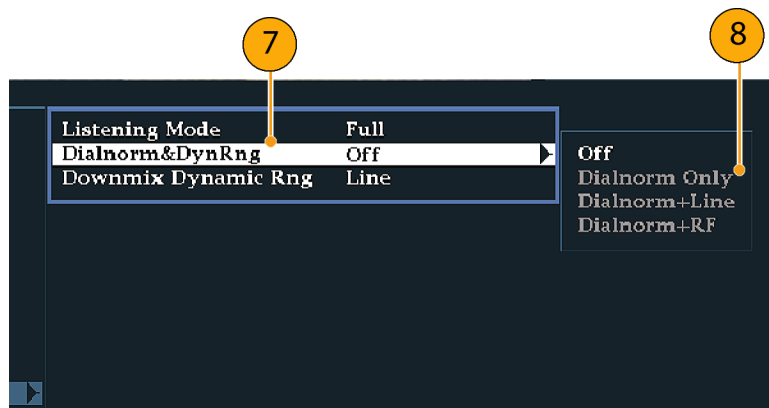 7
8
Listening Mode Full
Dialnorm&DynRng Off
Downmix Dynamic Rng Line
Off
Dialnorm Only
Dialnorm+Line
Dialnorm+RF